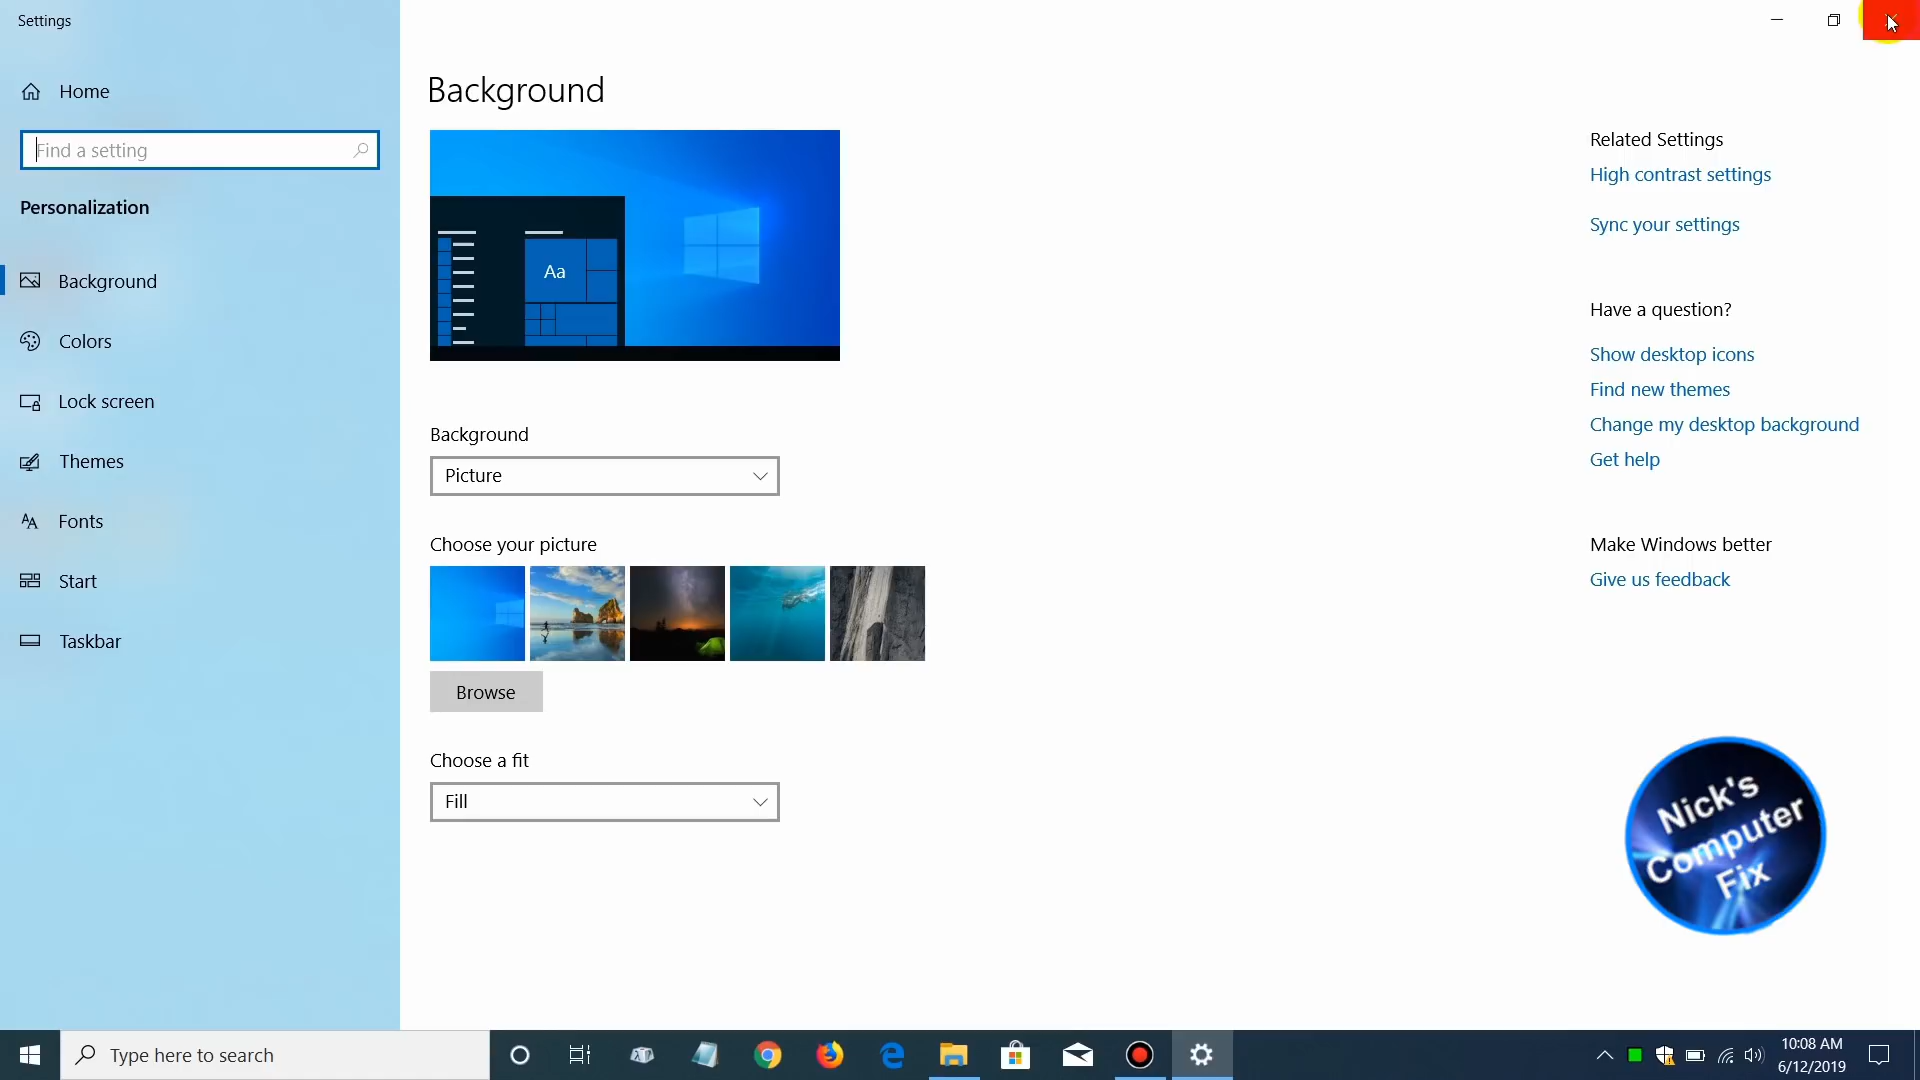 Settings
Home
Find a setting
Personalization
Background
Colors
Lock screen
Themes
Fonts
Start
Taskbar
Background
Aa
Background
Picture
Choose your picture
Browse
Choose a fit
Fill
Related Settings
High contrast settings
Sync your settings
Have a question?
Show desktop icons
Find new themes
Change my desktop background
Get help
Make Windows better
Give us feedback
Nick's
Computer
Fix
Type here to search
10:08 AM
6/12/2019